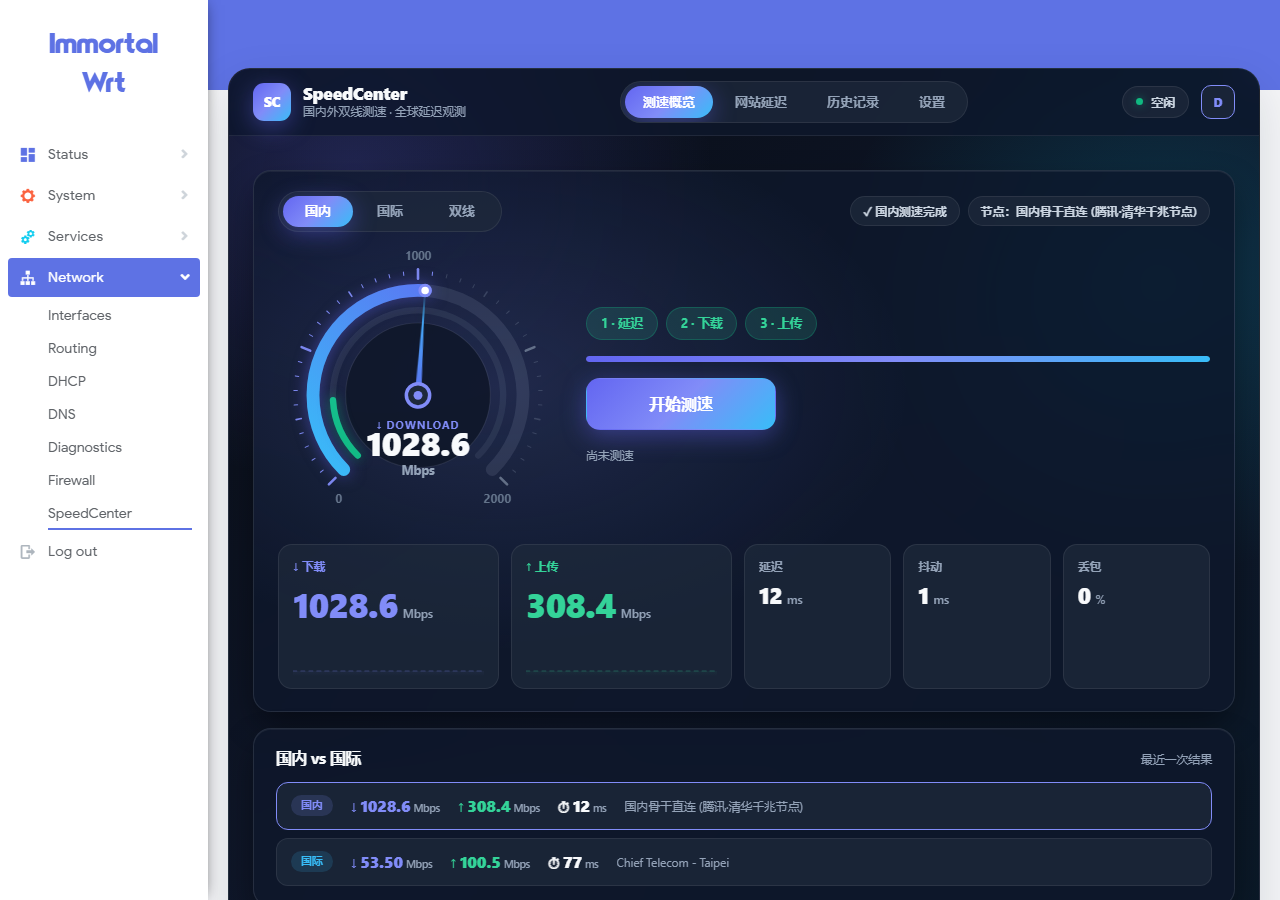 Immortal
Wrt
Status
System
Services
Network
Interfaces
Routing
DHCP
DNS
Diagnostics
Firewall
SpeedCenter
Log out
SC
SpeedCenter
国内外双线测速 · 全球延迟观测
测速概览
网站延迟
历史记录
设置
空闲
D
国内
国际
双线
✓ 国内测速完成
节点：国内骨干直连 (腾讯·清华千兆节点)
1000
0
2000
↓ DOWNLOAD
1028.6
Mbps
1 · 延迟
2 · 下载
3 · 上传
开始测速
尚未测速
↓ 下载
1028.6 Mbps
↑ 上传
308.4 Mbps
延迟
12 ms
抖动
1 ms
丢包
0 %
国内 vs 国际
最近一次结果
国内 ↓ 1028.6 Mbps ↑ 308.4 Mbps ⏱ 12 ms 国内骨干直连 (腾讯·清华千兆节点)
国际 ↓ 53.50 Mbps ↑ 100.5 Mbps ⏱ 77 ms Chief Telecom - Taipei